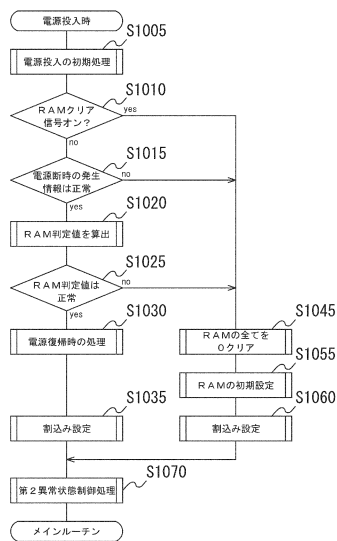 電源投入時
S1005
電源投入の初期処理
S1010
RAMクリア
信号オン？
yes
no
S1015
電源断時の発生
情報は正常
no
yes
S1020
RAM判定値を算出
S1025
RAM判定値は
正常
no
yes
S1030
電源復帰時の処理
S1045
RAMの全てを
0クリア
S1055
RAMの初期設定
S1035
割込み設定
S1060
割込み設定
S1070
第2異常状態制御処理
メインルーチン